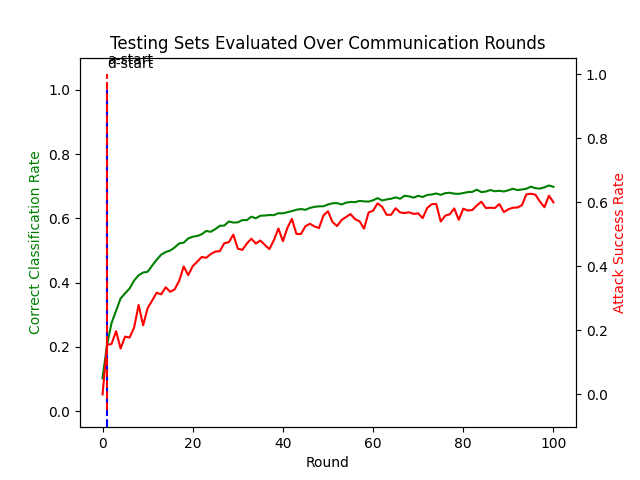 Testing Sets Evaluated Over Communication Rounds
a-start
d-start
1.0
0.8
0.6
0.4
0.2
0.0
Correct Classification Rate
1.0
0.8
0.6
0.4
0.2
0.0
Attack Success Rate
0 20 40 60 80 100
Round